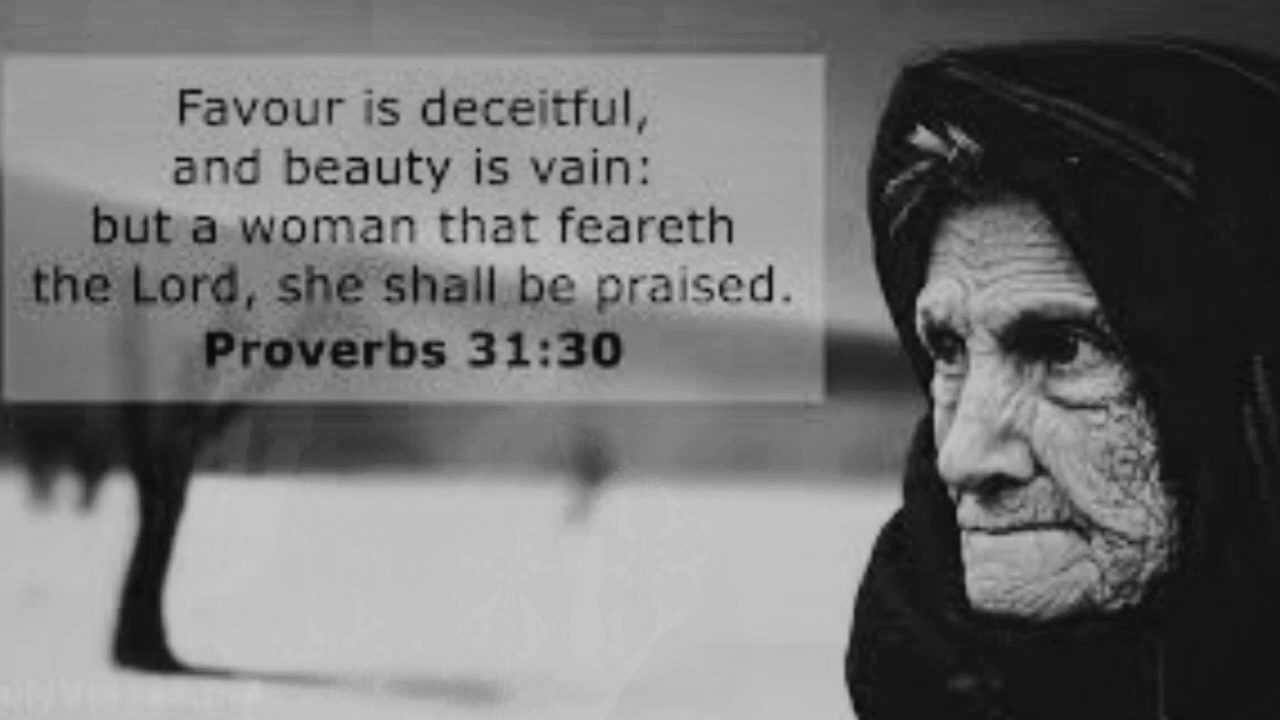 Favour is deceitful,
and beauty is vain:
but a woman that feareth
the Lord, she shall be praised.
Proverbs 31:30